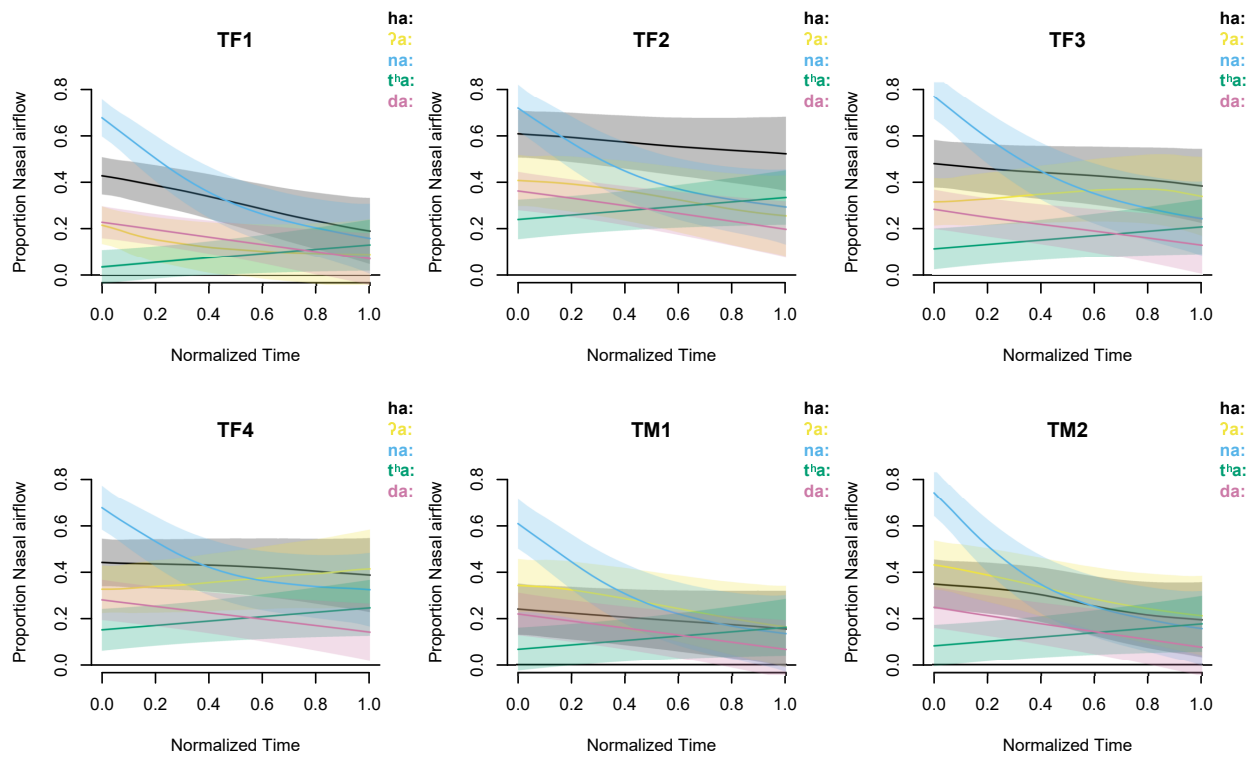 TF1
ha:
ʔa:
na:
tʰa:
da:
Proportion Nasal airflow
0.0 0.2 0.4 0.6 0.8
0.0 0.2 0.4 0.6 0.8 1.0
Normalized Time
TF2
ha:
ʔa:
na:
tʰa:
da:
Proportion Nasal airflow
0.0 0.2 0.4 0.6 0.8
0.0 0.2 0.4 0.6 0.8 1.0
Normalized Time
TF3
ha:
ʔa:
na:
tʰa:
da:
Proportion Nasal airflow
0.0 0.2 0.4 0.6 0.8
0.0 0.2 0.4 0.6 0.8 1.0
Normalized Time
TF4
ha:
ʔa:
na:
tʰa:
da:
Proportion Nasal airflow
0.0 0.2 0.4 0.6 0.8
0.0 0.2 0.4 0.6 0.8 1.0
Normalized Time
TM1
ha:
ʔa:
na:
tʰa:
da:
Proportion Nasal airflow
0.0 0.2 0.4 0.6 0.8
0.0 0.2 0.4 0.6 0.8 1.0
Normalized Time
TM2
ha:
ʔa:
na:
tʰa:
da:
Proportion Nasal airflow
0.0 0.2 0.4 0.6 0.8
0.0 0.2 0.4 0.6 0.8 1.0
Normalized Time